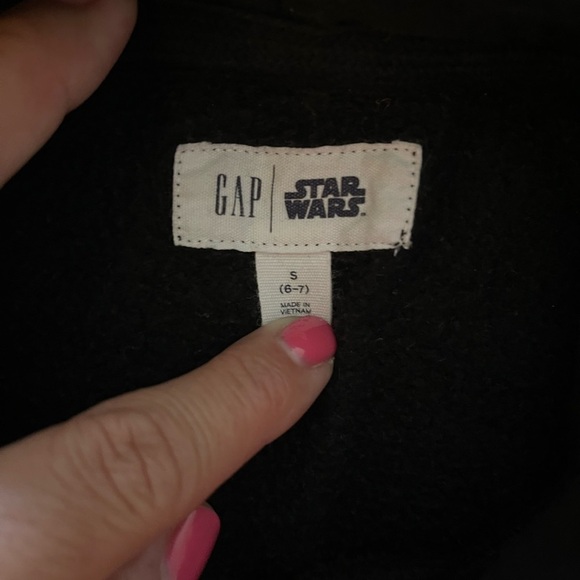 GAP | STAR WARS
S
(6-7)
MADE IN
VIETNAM